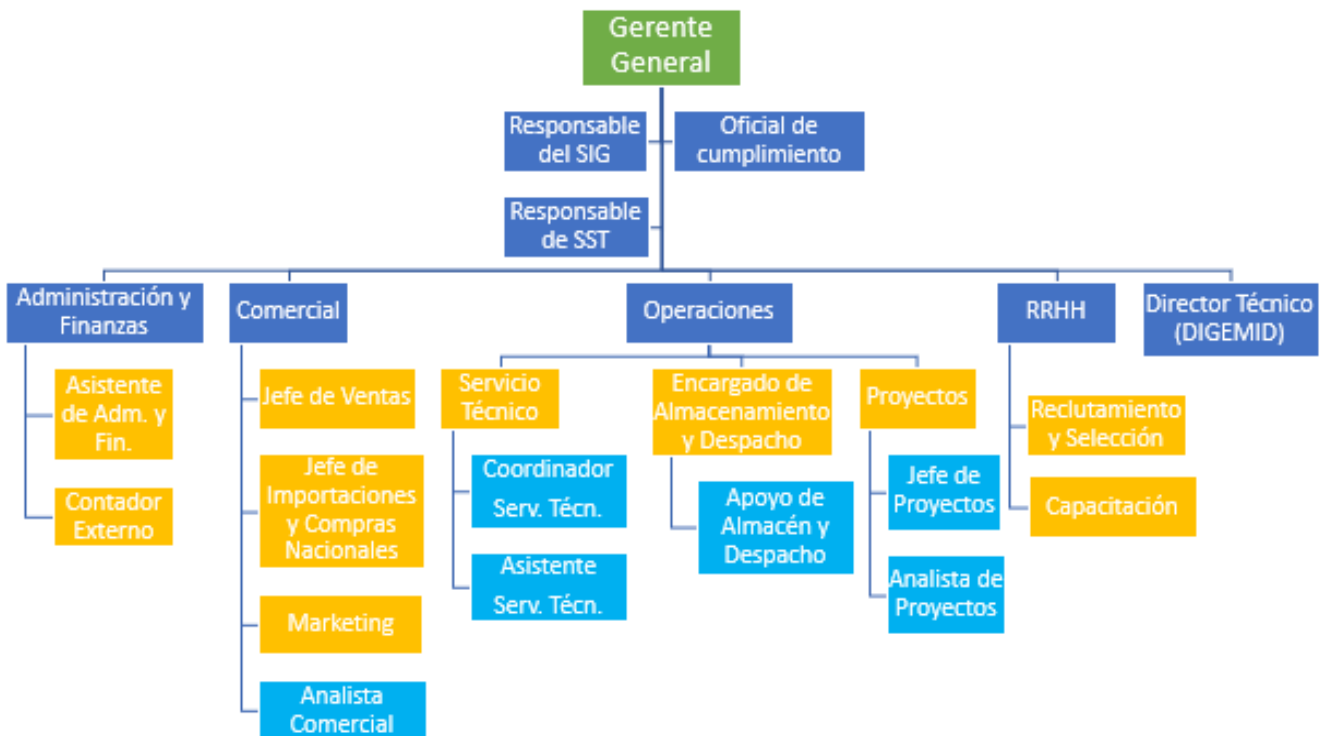 Gerente
General
Responsable
del SIG
Oficial de
cumplimiento
Responsable
de SST
Administración y
Finanzas
Comercial
Operaciones
RRHH
Director Técnico
(DIGEMID)
Asistente
de Adm. y
Fin.
Contador
Externo
Jefe de Ventas
Jefe de
Importaciones
y Compras
Nacionales
Marketing
Analista
Comercial
Servicio
Técnico
Coordinador
Serv. Técn.
Asistente
Serv. Técn.
Encargado de
Almacenamiento
y Despacho
Apoyo de
Almacén y
Despacho
Proyectos
Jefe de
Proyectos
Analista de
Proyectos
Reclutamiento
y Selección
Capacitación